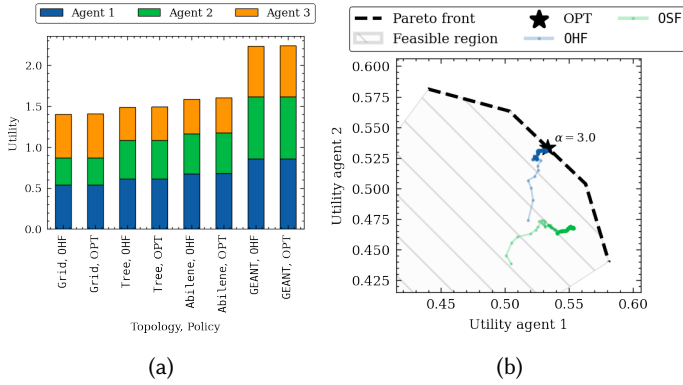 Agent 1 Agent 2 Agent 3
Utility
2.0
1.5
1.0
0.5
0.0
Grid, OHF
Grid, OPT
Tree, OHF
Tree, OPT
Abilene, OHF
Abilene, OPT
GEANT, OHF
GEANT, OPT
Topology, Policy
(a)
Pareto front OPT OSF
Feasible region OHF
Utility agent 2
0.600
0.575
0.550
0.525
0.500
0.475
0.450
0.425
α = 3.0
0.45 0.50 0.55 0.60
Utility agent 1
(b)